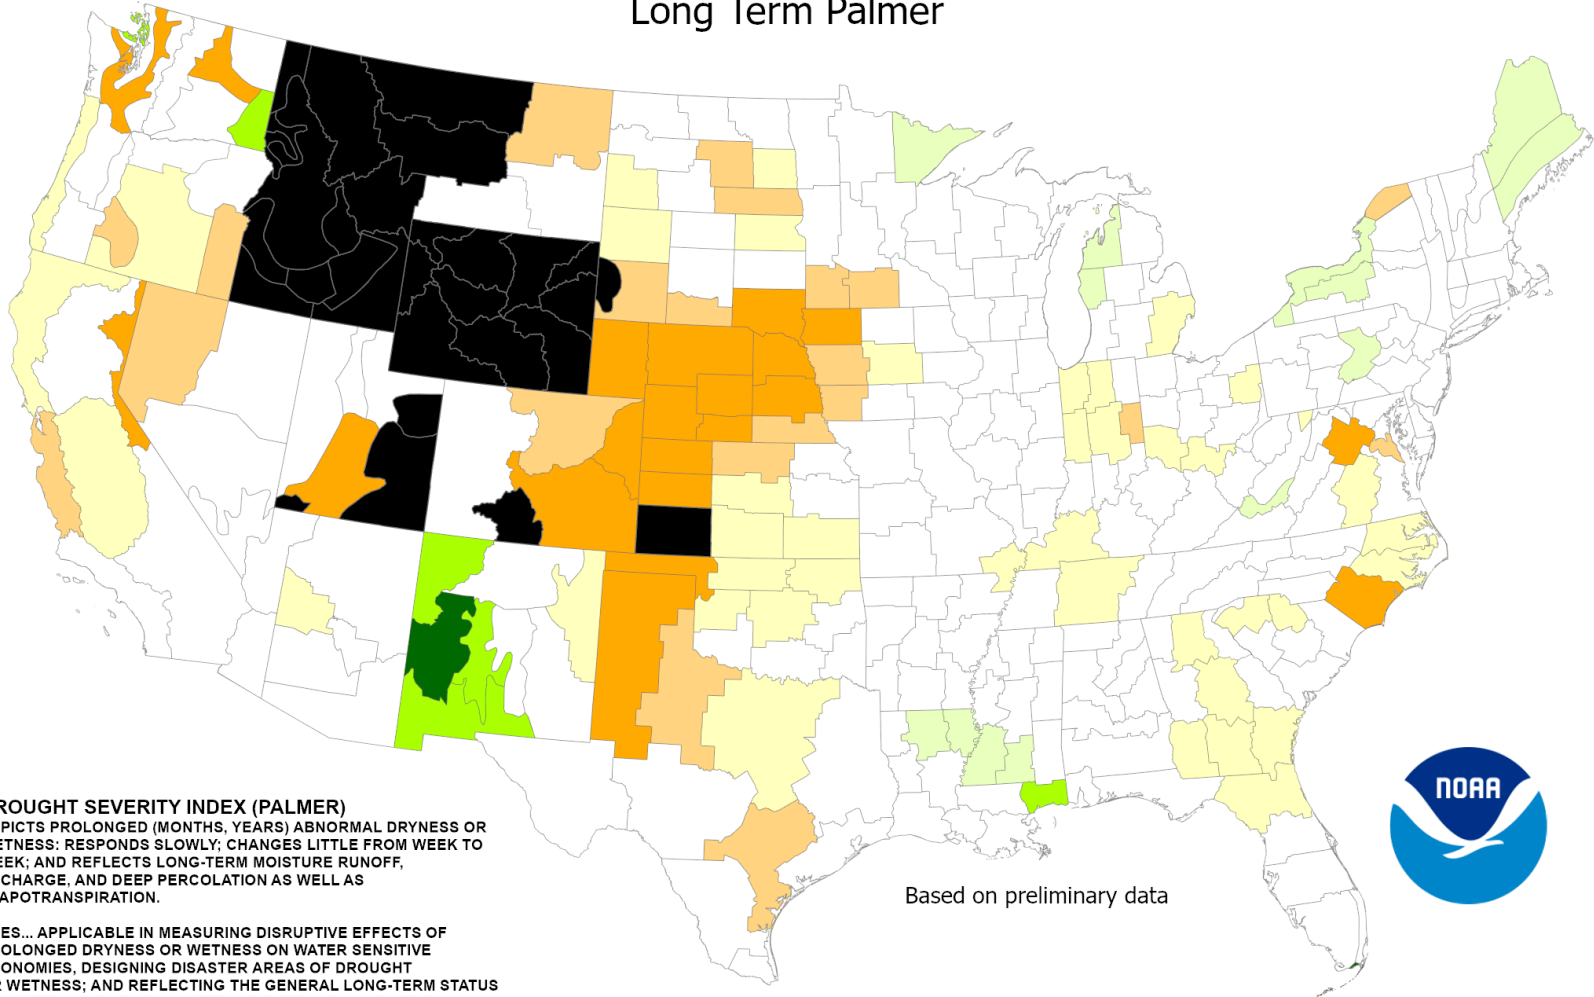 Long Term Palmer
ROUGHT SEVERITY INDEX (PALMER)
PICTS PROLONGED (MONTHS, YEARS) ABNORMAL DRYNESS OR
ETNESS: RESPONDS SLOWLY; CHANGES LITTLE FROM WEEK TO
EEK; AND REFLECTS LONG-TERM MOISTURE RUNOFF,
CHARGE, AND DEEP PERCOLATION AS WELL AS
APOTRANSPIRATION.
ES... APPLICABLE IN MEASURING DISRUPTIVE EFFECTS OF
OLONGED DRYNESS OR WETNESS ON WATER SENSITIVE
ONOMIES, DESIGNING DISASTER AREAS OF DROUGHT
R WETNESS; AND REFLECTING THE GENERAL LONG-TERM STATUS
Based on preliminary data
NOAA